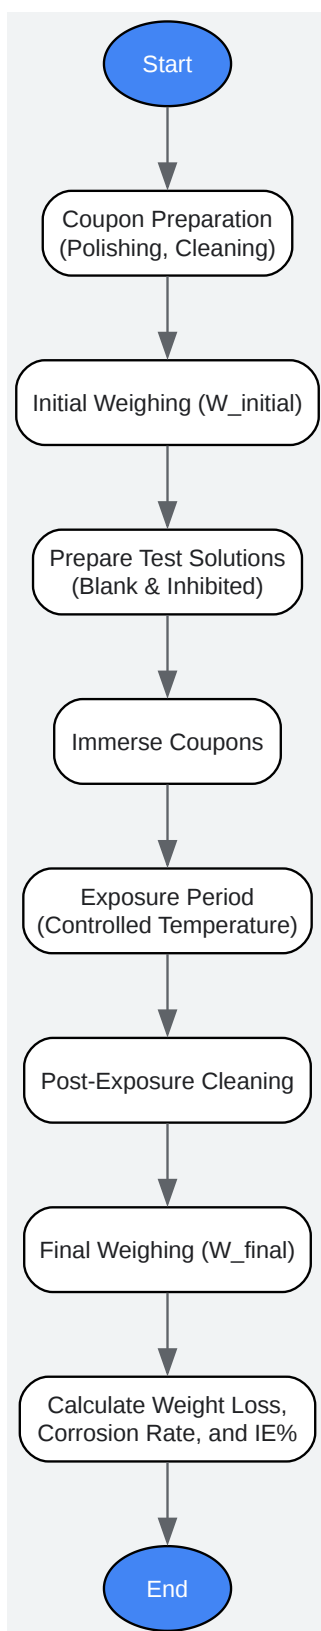 Start
Coupon Preparation
(Polishing, Cleaning)
Initial Weighing (W_initial)
Prepare Test Solutions
(Blank & Inhibited)
Immerse Coupons
Exposure Period
(Controlled Temperature)
Post-Exposure Cleaning
Final Weighing (W_final)
Calculate Weight Loss,
Corrosion Rate, and IE%
End